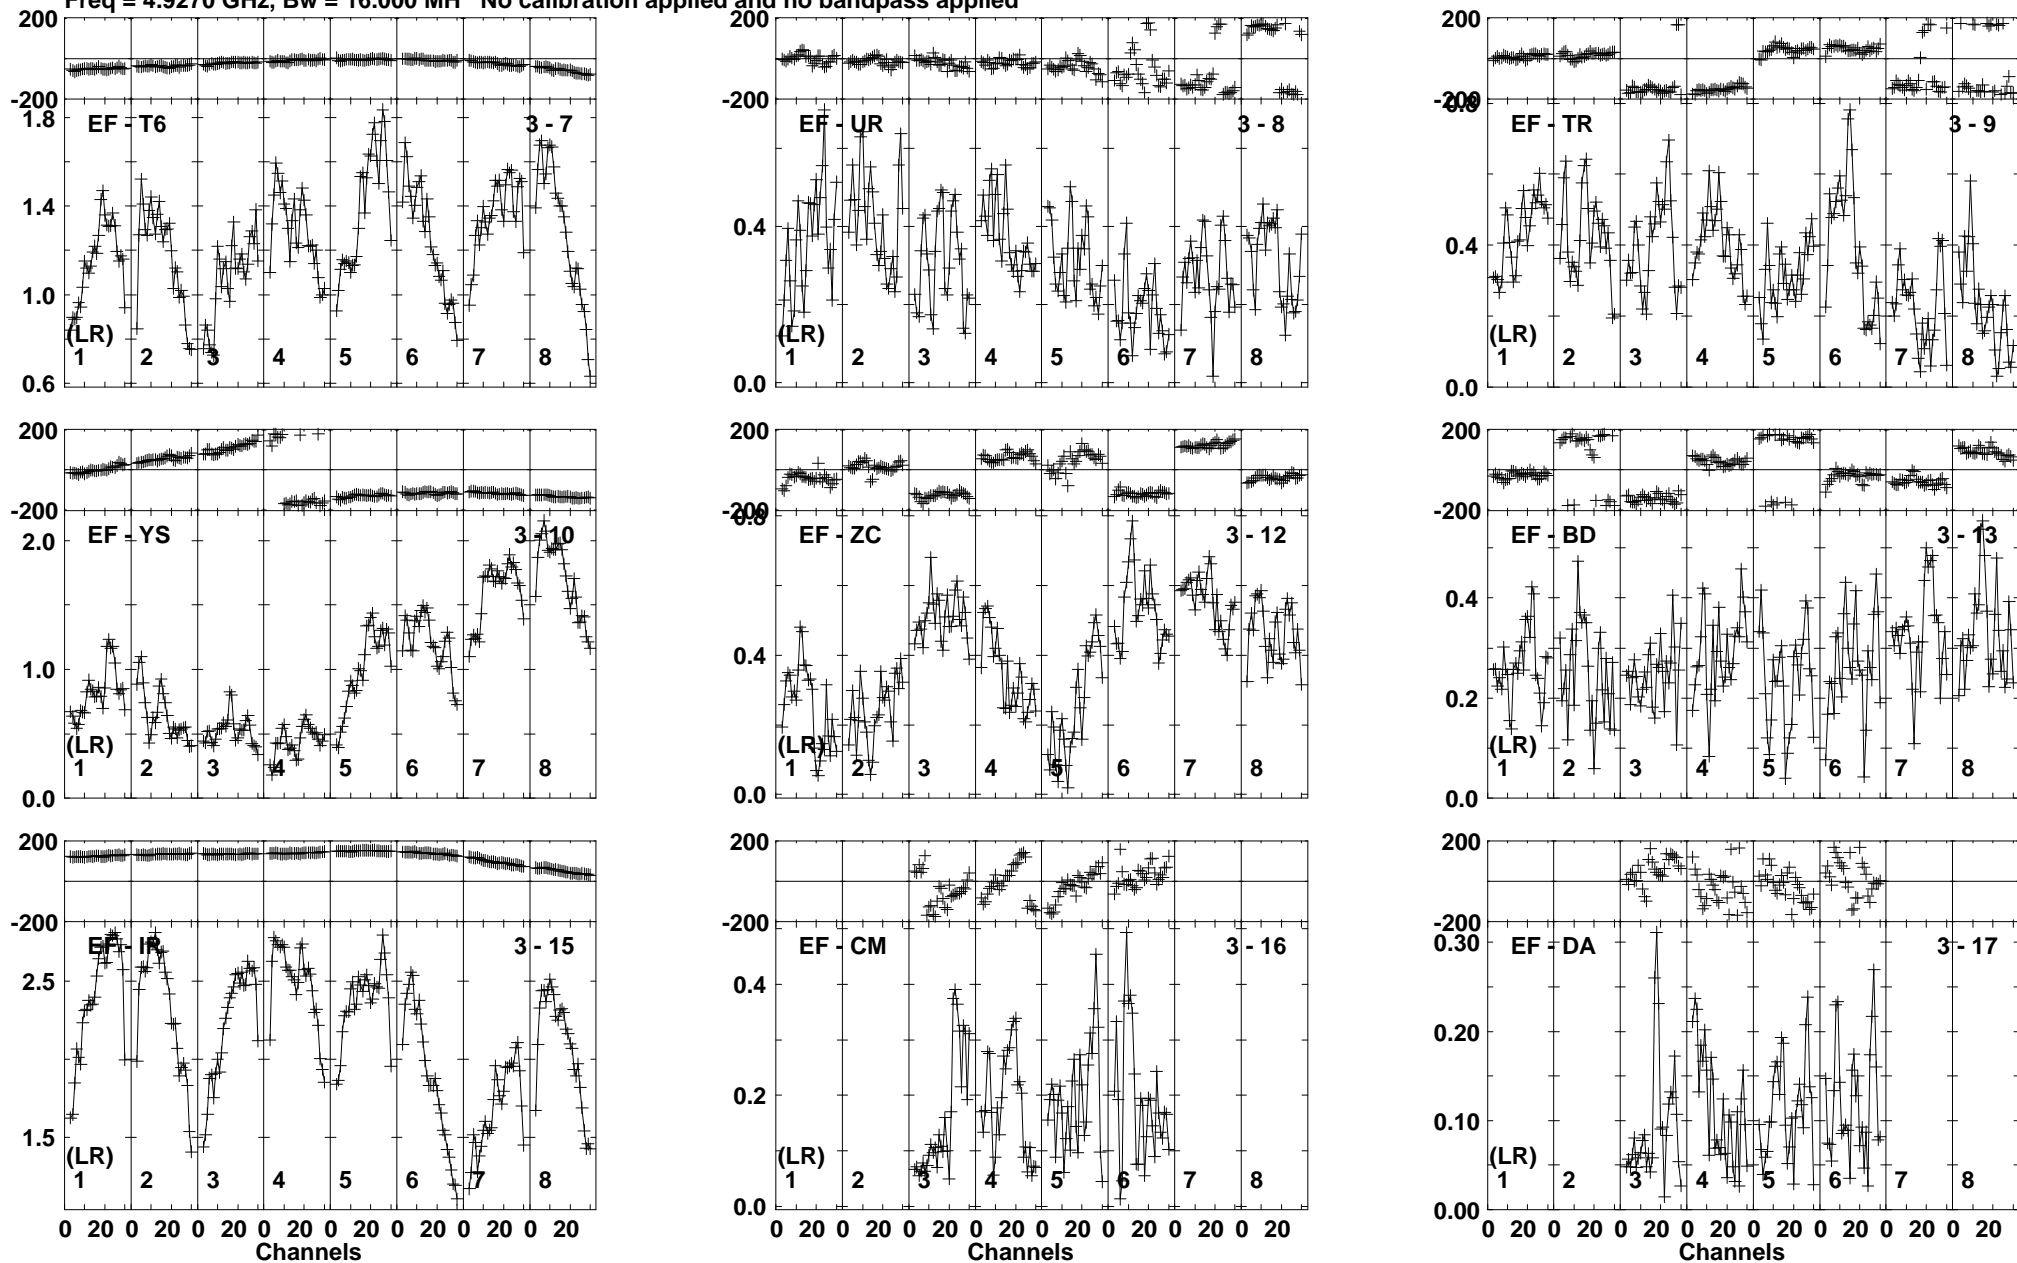 Freq = 4.9270 GHz, Bw = 16.000 MH No calibration applied and no bandpass applied
200 200 200
-200 -200 -200
EF - T6 3 - 7 EF - UR 3 - 8 EF - TR 3 - 9
1.8 0.8
1.4 0.4 0.4
1.0
(LR) (LR) (LR)
1 2 3 4 5 6 7 8 1 2 3 4 5 6 7 8 1 2 3 4 5 6 7 8
0.6 0.0 0.0
200 200 200
-200 -200 -200
EF - YS 3 - 10 EF - ZC 3 - 12 EF - BD 3 - 13
2.0 0.8
1.0 0.4 0.4
0.2
(LR) (LR) (LR)
1 2 3 4 5 6 7 8 1 2 3 4 5 6 7 8 1 2 3 4 5 6 7 8
0.0 0.0 0.0
200 200 200
-200 -200 -200
EF - IR 3 - 15 EF - CM 3 - 16 EF - DA 3 - 17
2.5 0.4 0.30
0.20
1.5 0.2 0.10
(LR) (LR) (LR)
1 2 3 4 5 6 7 8 1 2 3 4 5 6 7 8 1 2 3 4 5 6 7 8
0.0 0.00
0 20 0 20 0 20 0 20 0 20 0 20 0 20 0 20 0 20 0 20 0 20 0 20 0 20 0 20 0 20 0 20 0 20 0 20 0 20 0 20 0 20 0 20 0 20 0 20
Channels Channels Channels